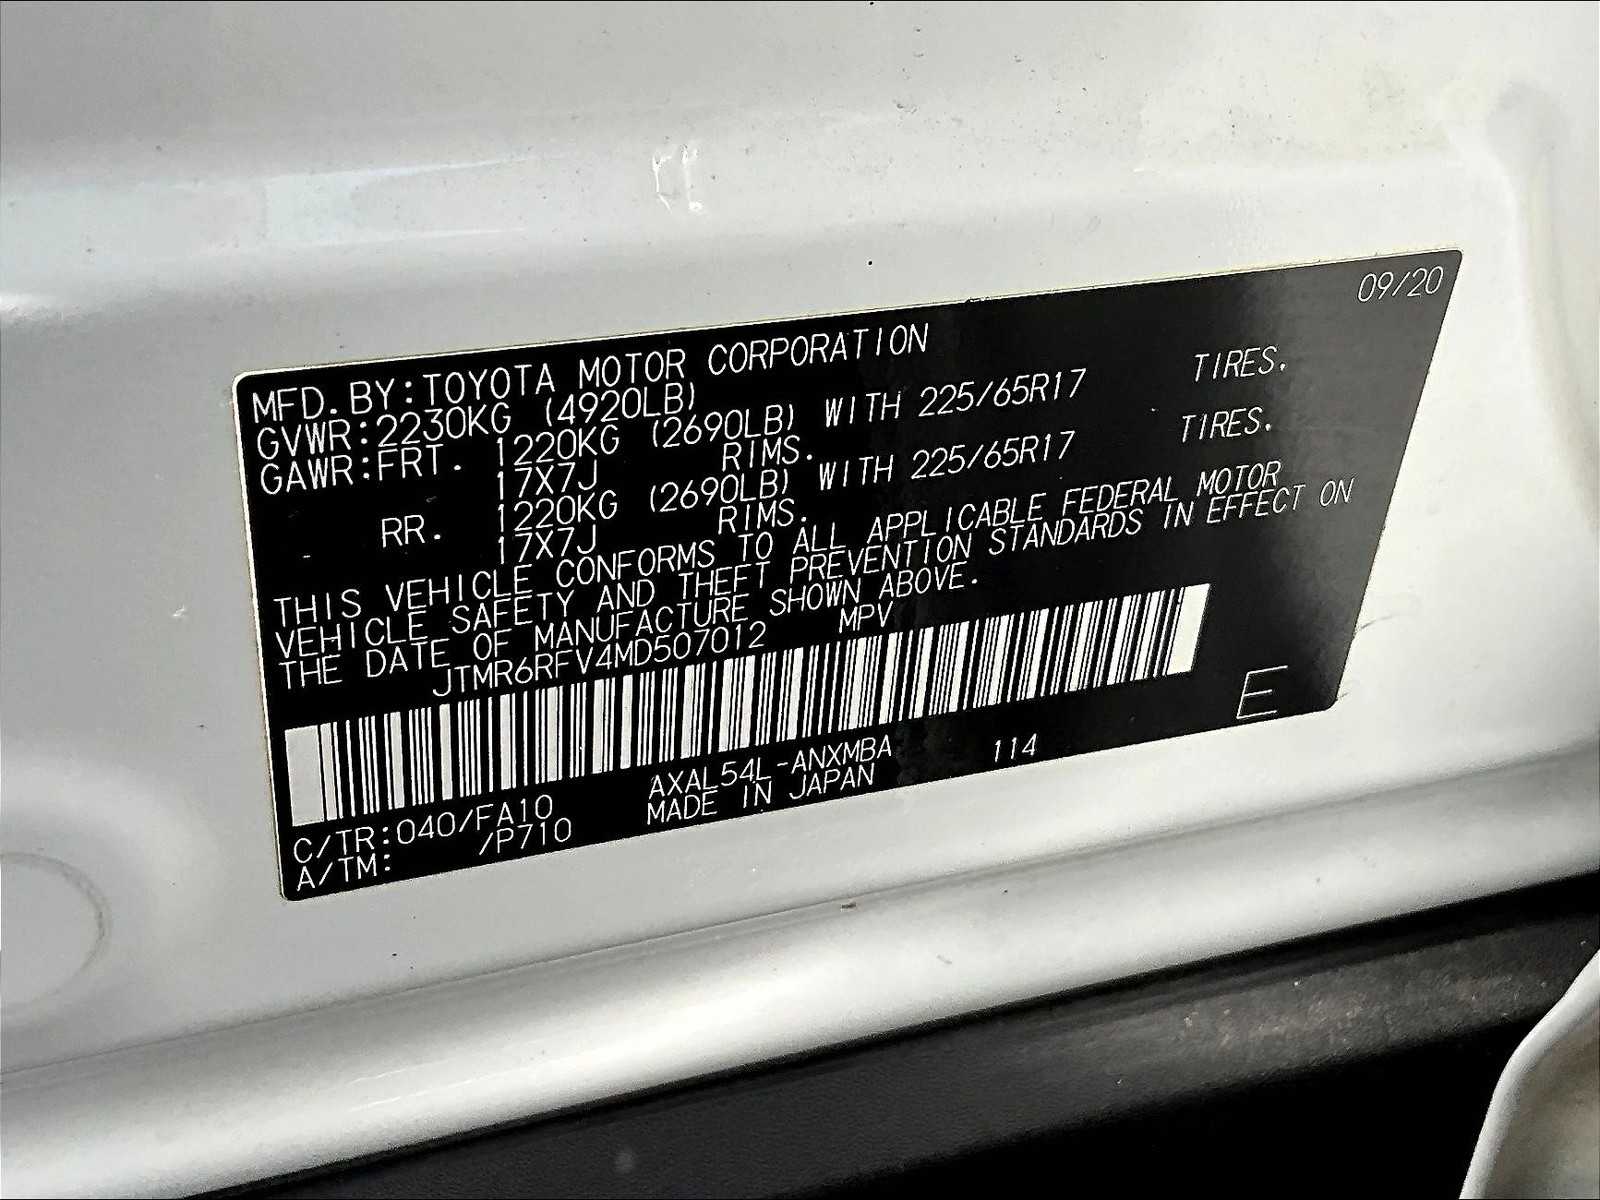 09/20
MFD. BY:TOYOTA MOTOR CORPORATION
GVWR:2230KG (4920LB)
GAWR:FRT. 1220KG (2690LB) WITH 225/65R17 TIRES.
17X7J RIMS.
RR. 1220KG (2690LB) WITH 225/65R17 TIRES.
17X7J RIMS.
THIS VEHICLE CONFORMS TO ALL APPLICABLE FEDERAL MOTOR
VEHICLE SAFETY AND THEFT PREVENTION STANDARDS IN EFFECT ON
THE DATE OF MANUFACTURE SHOWN ABOVE.
JTMR6RFV4MD507012 MPV
E
C/TR:040/FA10 AXAL54L-ANXMBA 114
A/TM: /P710 MADE IN JAPAN